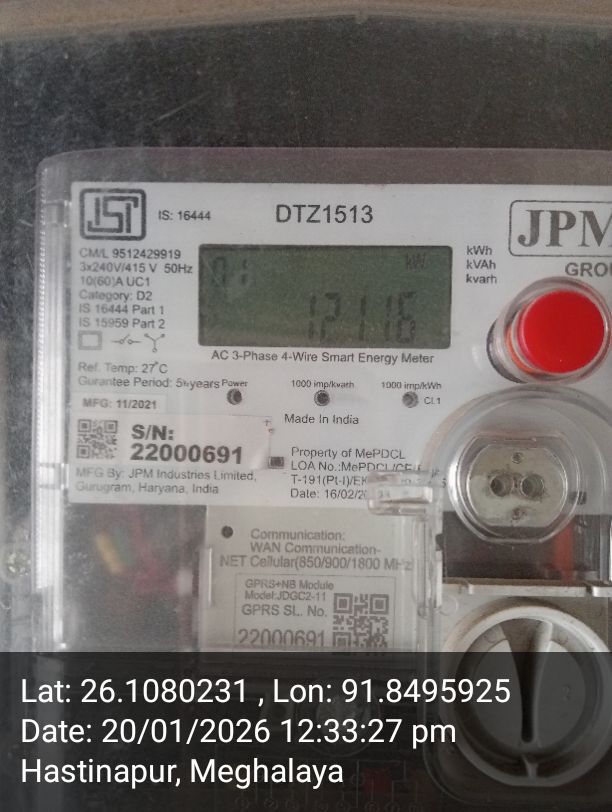 IS: 16444
DTZ1513
JPM
GROU
CM/L 9512429919
3x240V/415 V 50Hz
10(60)A UC1
Category: D2
IS 16444 Part 1
IS 15959 Part 2
01
kW
12116
kWh
kVAh
kvarh
AC 3-Phase 4-Wire Smart Energy Meter
Ref. Temp: 27°C
Gurantee Period: 5½years
Power
1000 imp/kvarh
1000 imp/kWh
Cl.1
MFG: 11/2021
Made In India
S/N:
22000691
MFG By: JPM Industries Limited,
Gurugram, Haryana, India
Property of MePDCL
LOA No.:MePDCL/CE/
T-191(Pt-I)/
Date: 16/02/
Communication:
WAN Communication-
NET Cellular(850/900/1800 MHz
GPRS+NB Module
Model:JDGC2-11
GPRS SL. No.
22000691
Lat: 26.1080231 , Lon: 91.8495925
Date: 20/01/2026 12:33:27 pm
Hastinapur, Meghalaya